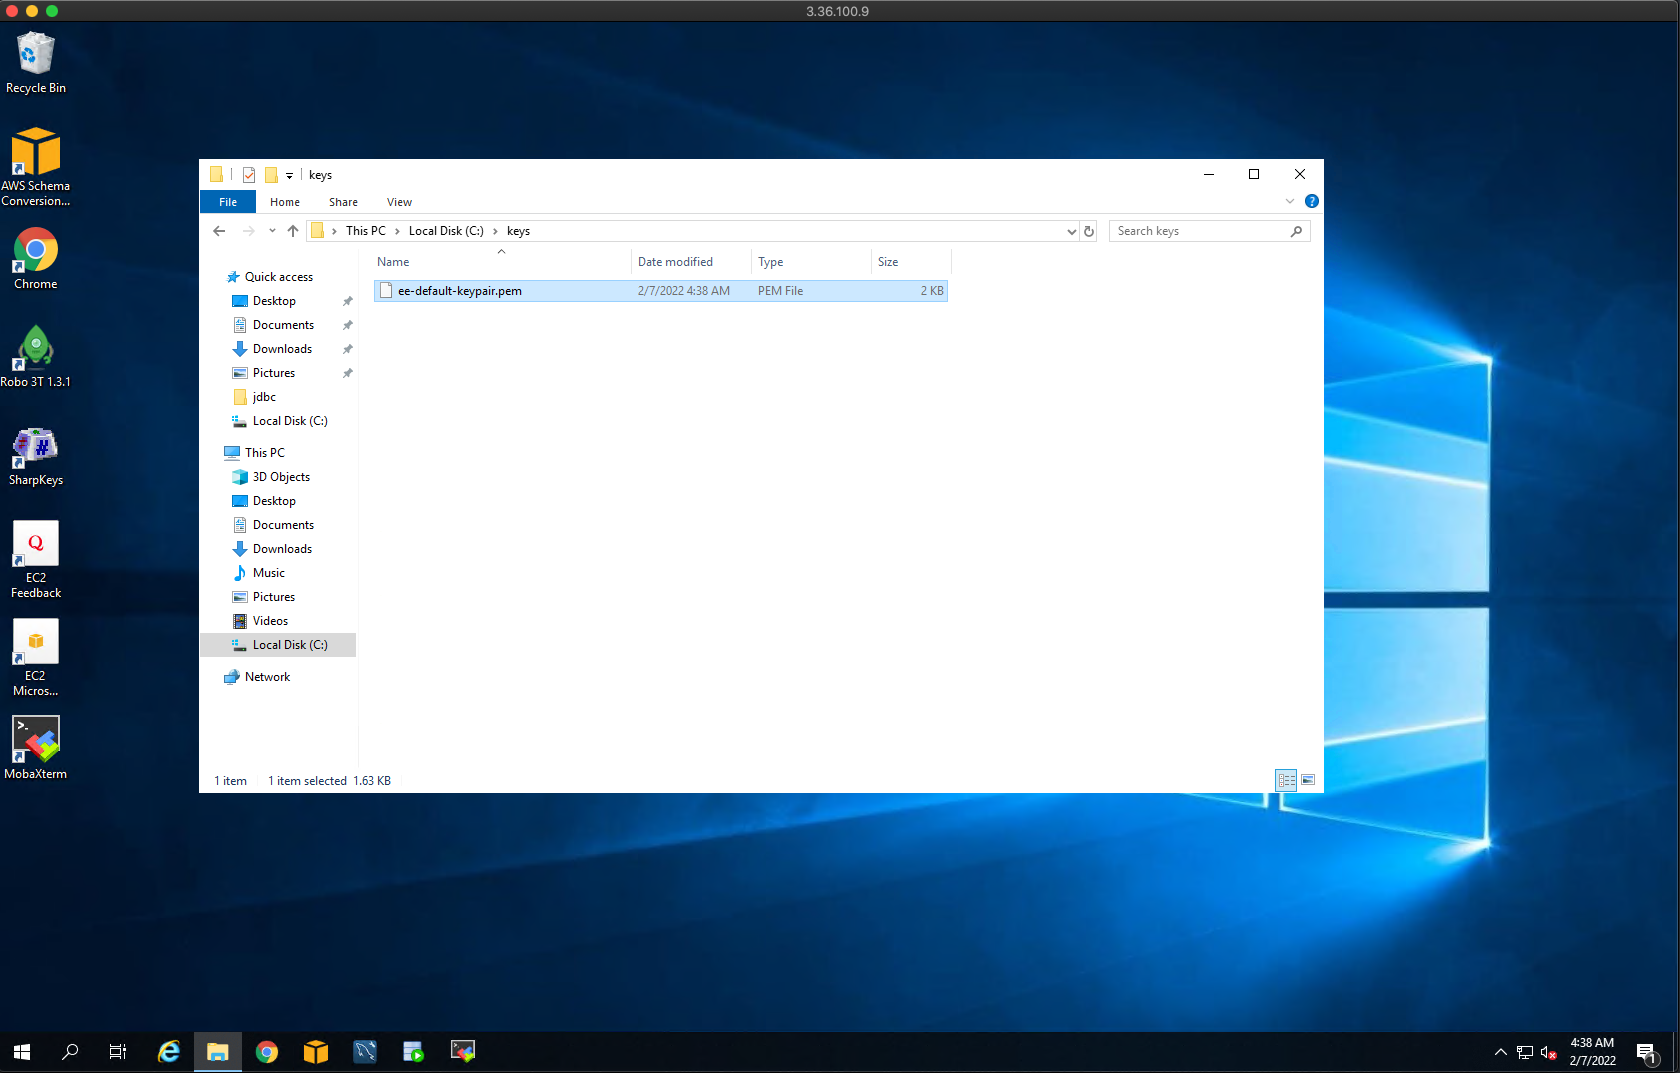 3.36.100.9
Recycle Bin
AWS Schema
Conversion...
Chrome
Robo 3T 1.3.1
SharpKeys
Q
EC2
Feedback
EC2
Micros...
>_
MobaXterm
keys
File Home Share View
?
This PC > Local Disk (C:) > keys
Search keys
Name Date modified Type Size
ee-default-keypair.pem 2/7/2022 4:38 AM PEM File 2 KB
Quick access
Desktop
Documents
Downloads
Pictures
jdbc
Local Disk (C:)
This PC
3D Objects
Desktop
Documents
Downloads
Music
Pictures
Videos
Local Disk (C:)
Network
1 item 1 item selected 1.63 KB
4:38 AM
2/7/2022
1